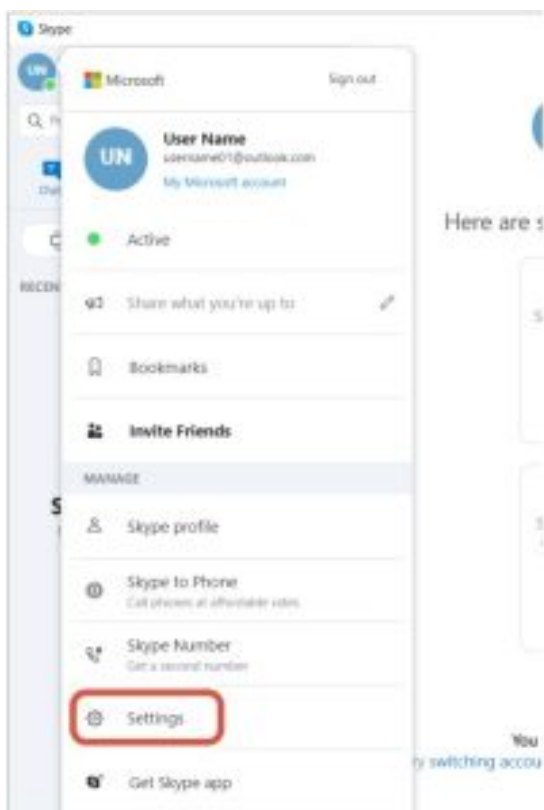 Skype
UN
Microsoft
Sign out
UN
User Name
username01@outlook.com
My Microsoft account
Active
Here are
Share what you're up to
Bookmarks
Invite Friends
MANAGE
Skype profile
Skype to Phone
Call phones at affordable rates
Skype Number
Get a second number
Settings
You
switching accou
Get Skype app